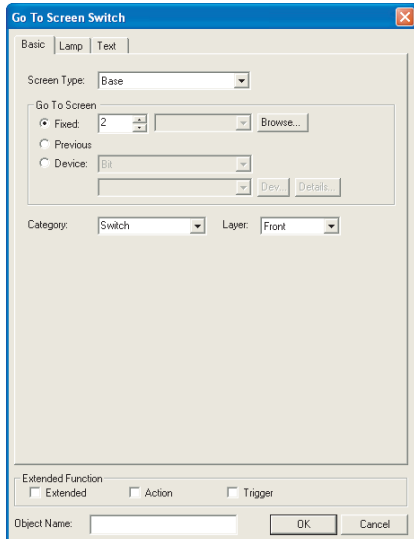 Go To Screen Switch
Basic Lamp Text
Screen Type: Base
Go To Screen
Fixed: 2 Browse...
Previous
Device: Bit
Dev... Details...
Category: Switch Layer: Front
Extended Function
Extended Action Trigger
Object Name: OK Cancel